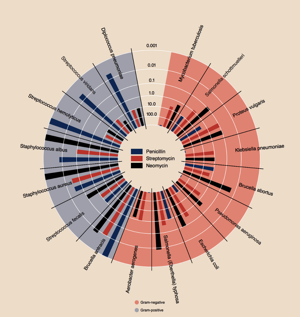 0.001
0.01
0.1
1.0
10.0
100.0
Mycobacterium tuberculosis
Salmonella schottmuelleri
Proteus vulgaris
Klebsiella pneumoniae
Brucella abortus
Pseudomonas aeruginosa
Escherichia coli
Salmonella (Eberthella) typhosa
Aerobacter aerogenes
Brucella antracis
Streptococcus fecalis
Staphylococcus aureus
Staphylococcus albus
Streptococcus hemolyticus
Streptococcus viridans
Diplococcus pneumoniae
Penicillin
Streptomycin
Neomycin
Gram-negative
Gram-positive